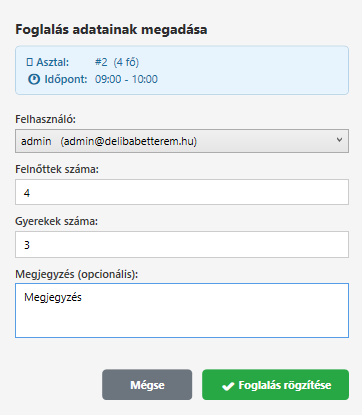 Foglalás adatainak megadása
Asztal: #2 (4 fő)
Időpont: 09:00 - 10:00
Felhasználó:
admin (admin@delibabetterem.hu)
Felnőttek száma:
4
Gyerekek száma:
3
Megjegyzés (opcionális):
Megjegyzés
Mégse
Foglalás rögzítése